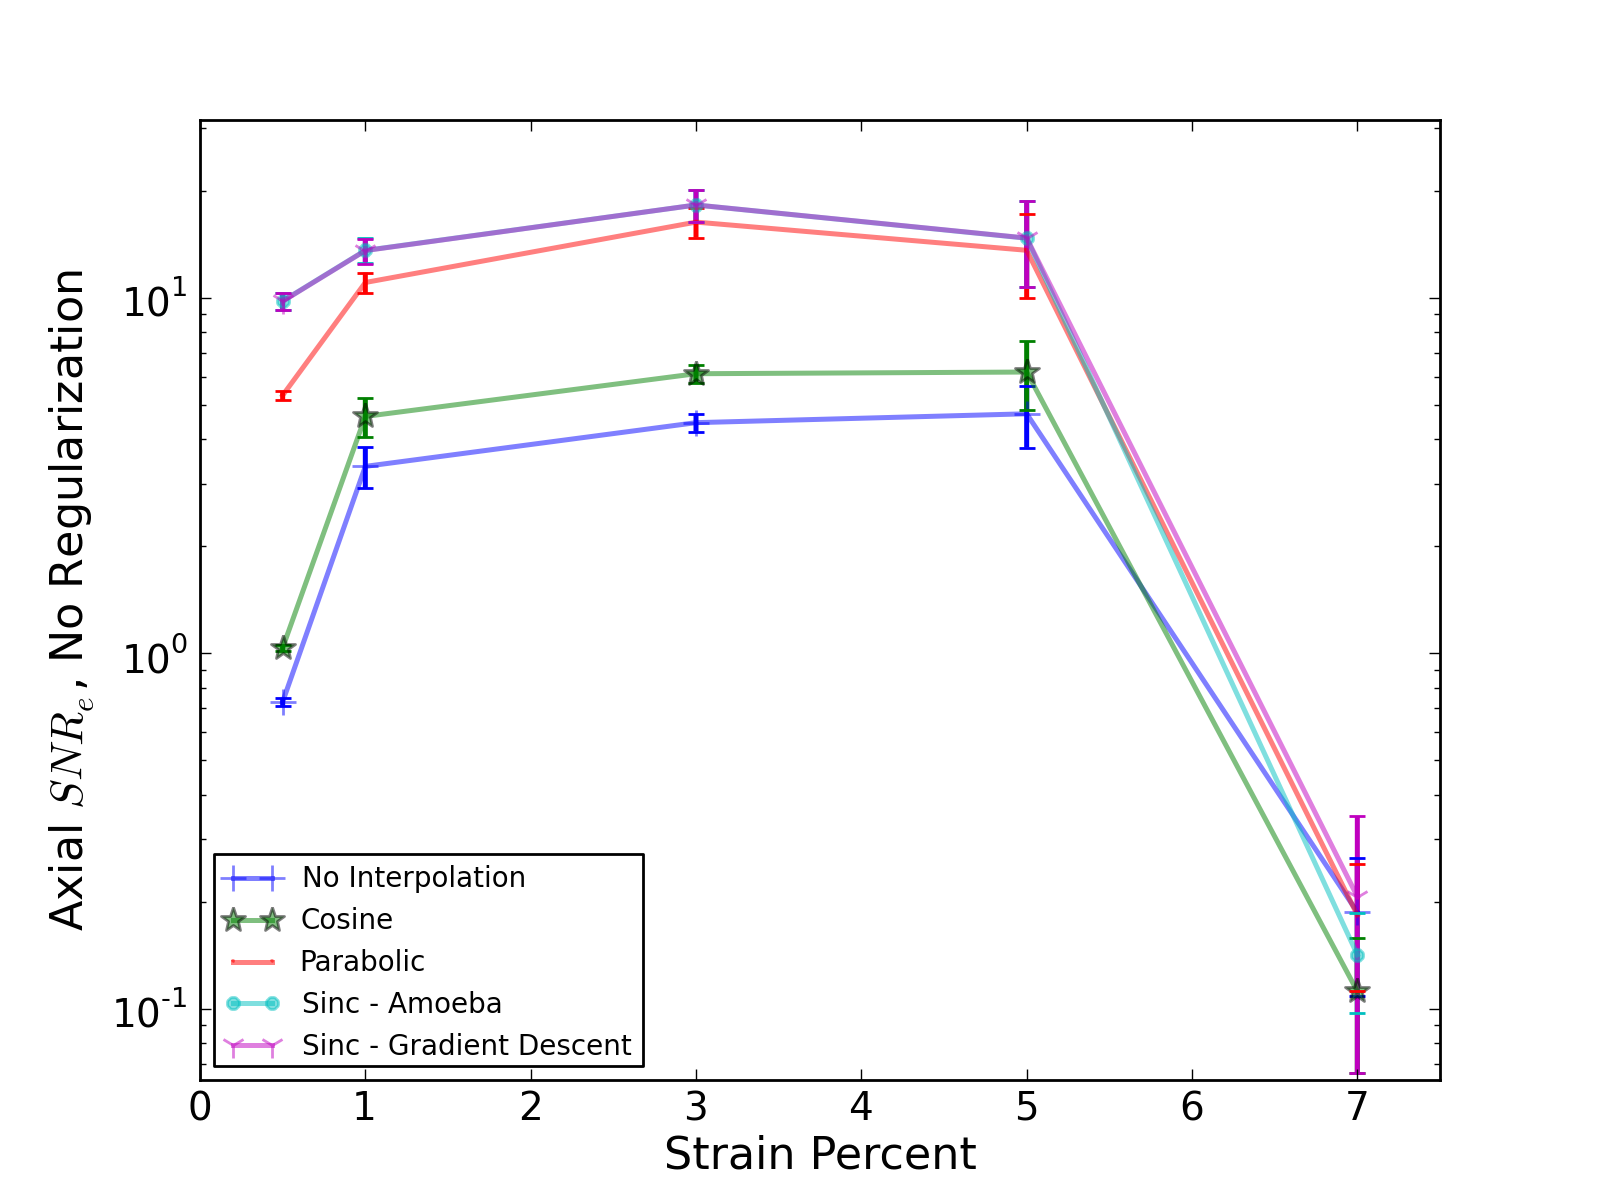 Axial SNR_e, No Regularization
10^1
10^0
10^-1
No Interpolation
Cosine
Parabolic
Sinc - Amoeba
Sinc - Gradient Descent
0 1 2 3 4 5 6 7
Strain Percent